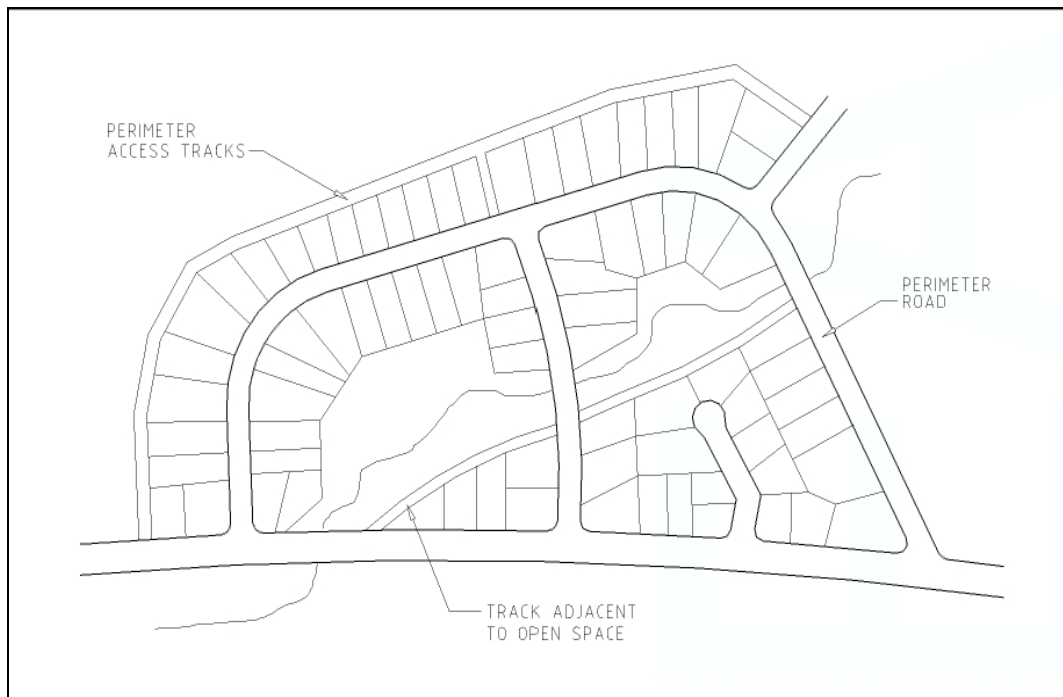 PERIMETER
ACCESS TRACKS
PERIMETER
ROAD
TRACK ADJACENT
TO OPEN SPACE